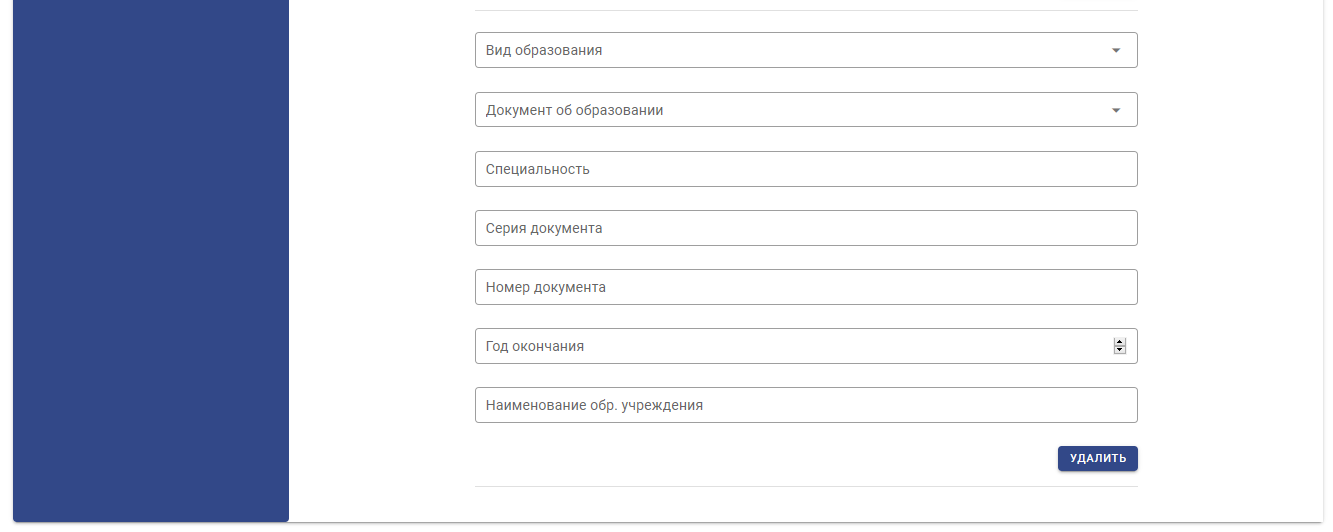 Вид образования
Документ об образовании
Специальность
Серия документа
Номер документа
Год окончания
Наименование обр. учреждения
УДАЛИТЬ